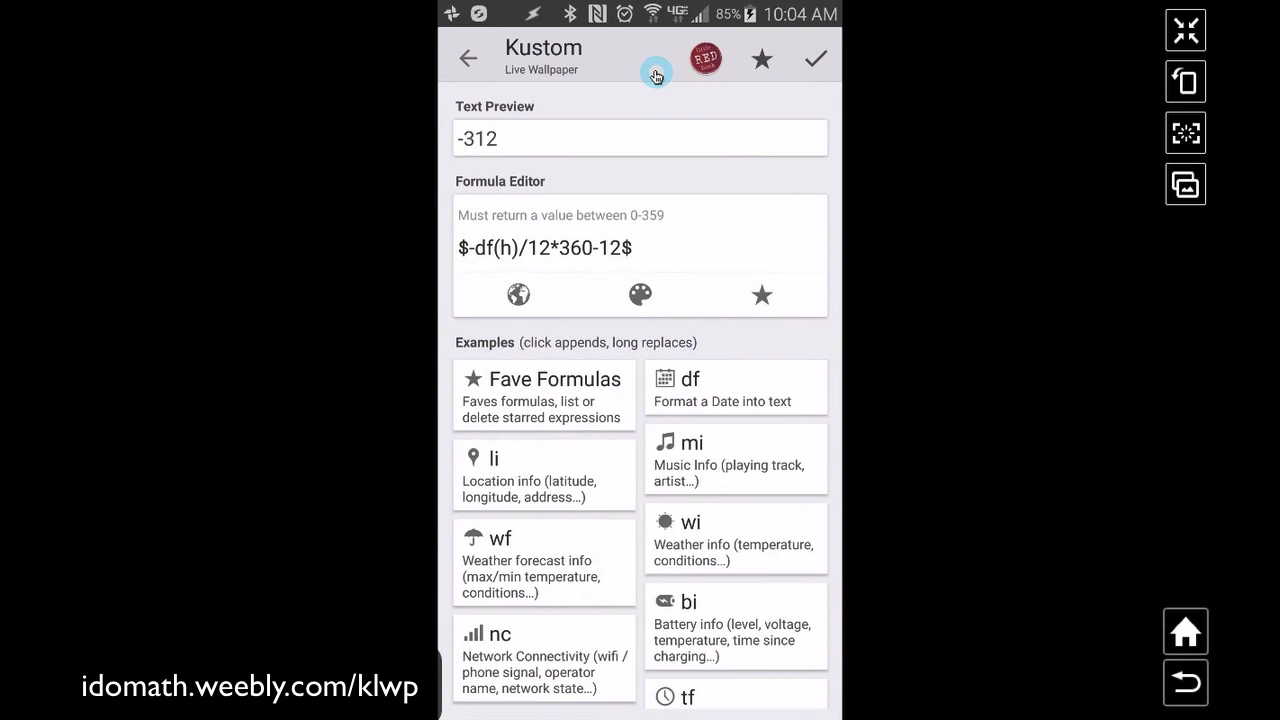 85% 10:04 AM
Kustom
Live Wallpaper
RED
Text Preview
-312
Formula Editor
Must return a value between 0-359
$-df(h)/12*360-12$
Examples (click appends, long replaces)
Fave Formulas
Faves formulas, list or
delete starred expressions
df
Format a Date into text
li
Location info (latitude,
longitude, address...)
mi
Music Info (playing track,
artist...)
wf
Weather forecast info
(max/min temperature,
conditions...)
wi
Weather info (temperature,
conditions...)
nc
Network Connectivity (wifi /
phone signal, operator
name, network state...)
bi
Battery info (level, voltage,
temperature, time since
charging...)
tf
idomath.weebly.com/klwp